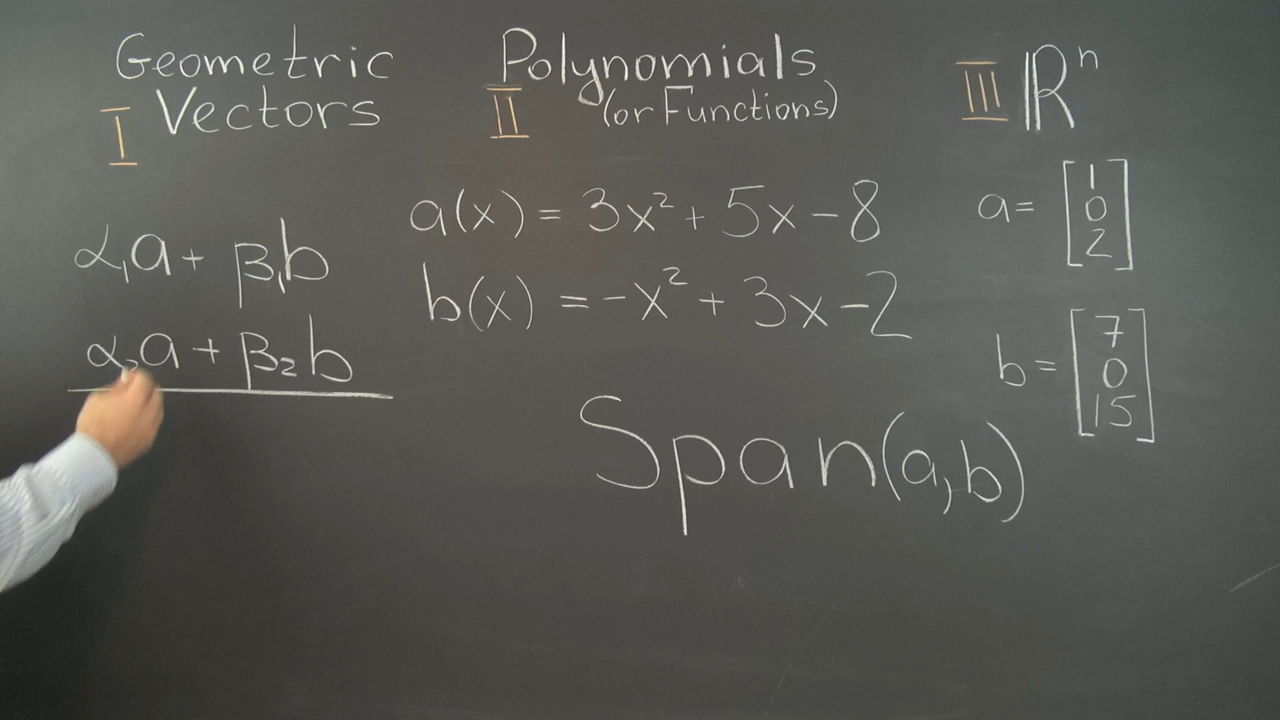 Geometric
I Vectors
α₁a + β₁b
α₂a + β₂b
Polynomials
II (or Functions)
a(x) = 3x² + 5x - 8
b(x) = -x² + 3x - 2
Span(a,b)
III ℝⁿ
a= [1
0
2]
b= [7
0
15]